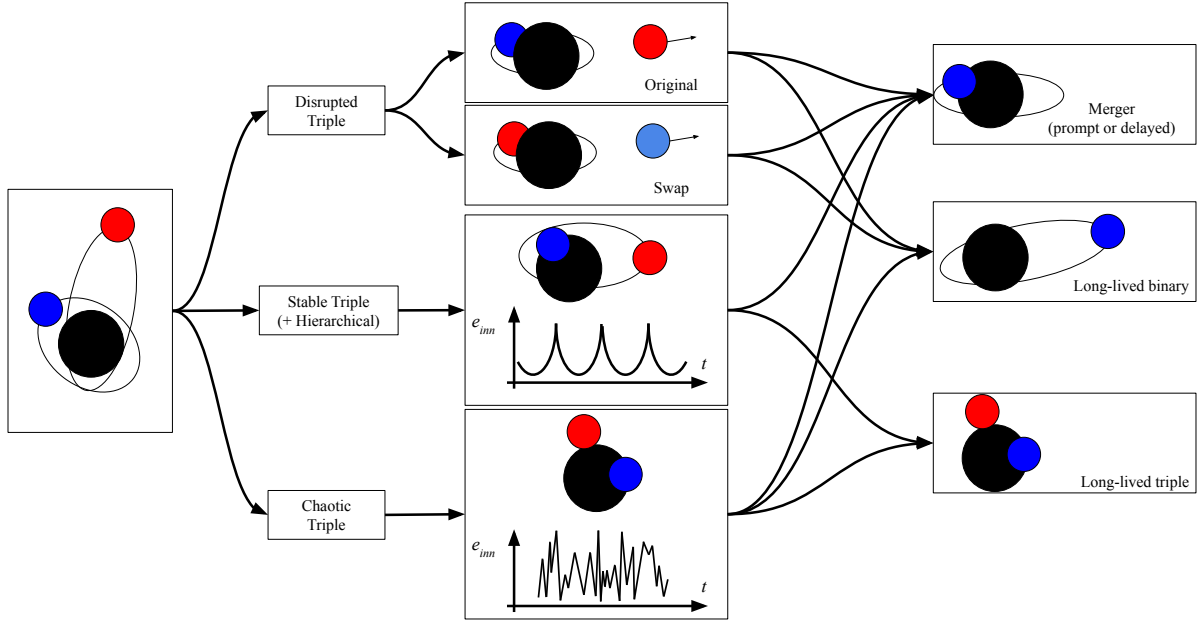 Disrupted
Triple
Stable Triple
(+ Hierarchical)
Chaotic
Triple
Original
Swap
e_inn
t
e_inn
t
Merger
(prompt or delayed)
Long-lived binary
Long-lived triple